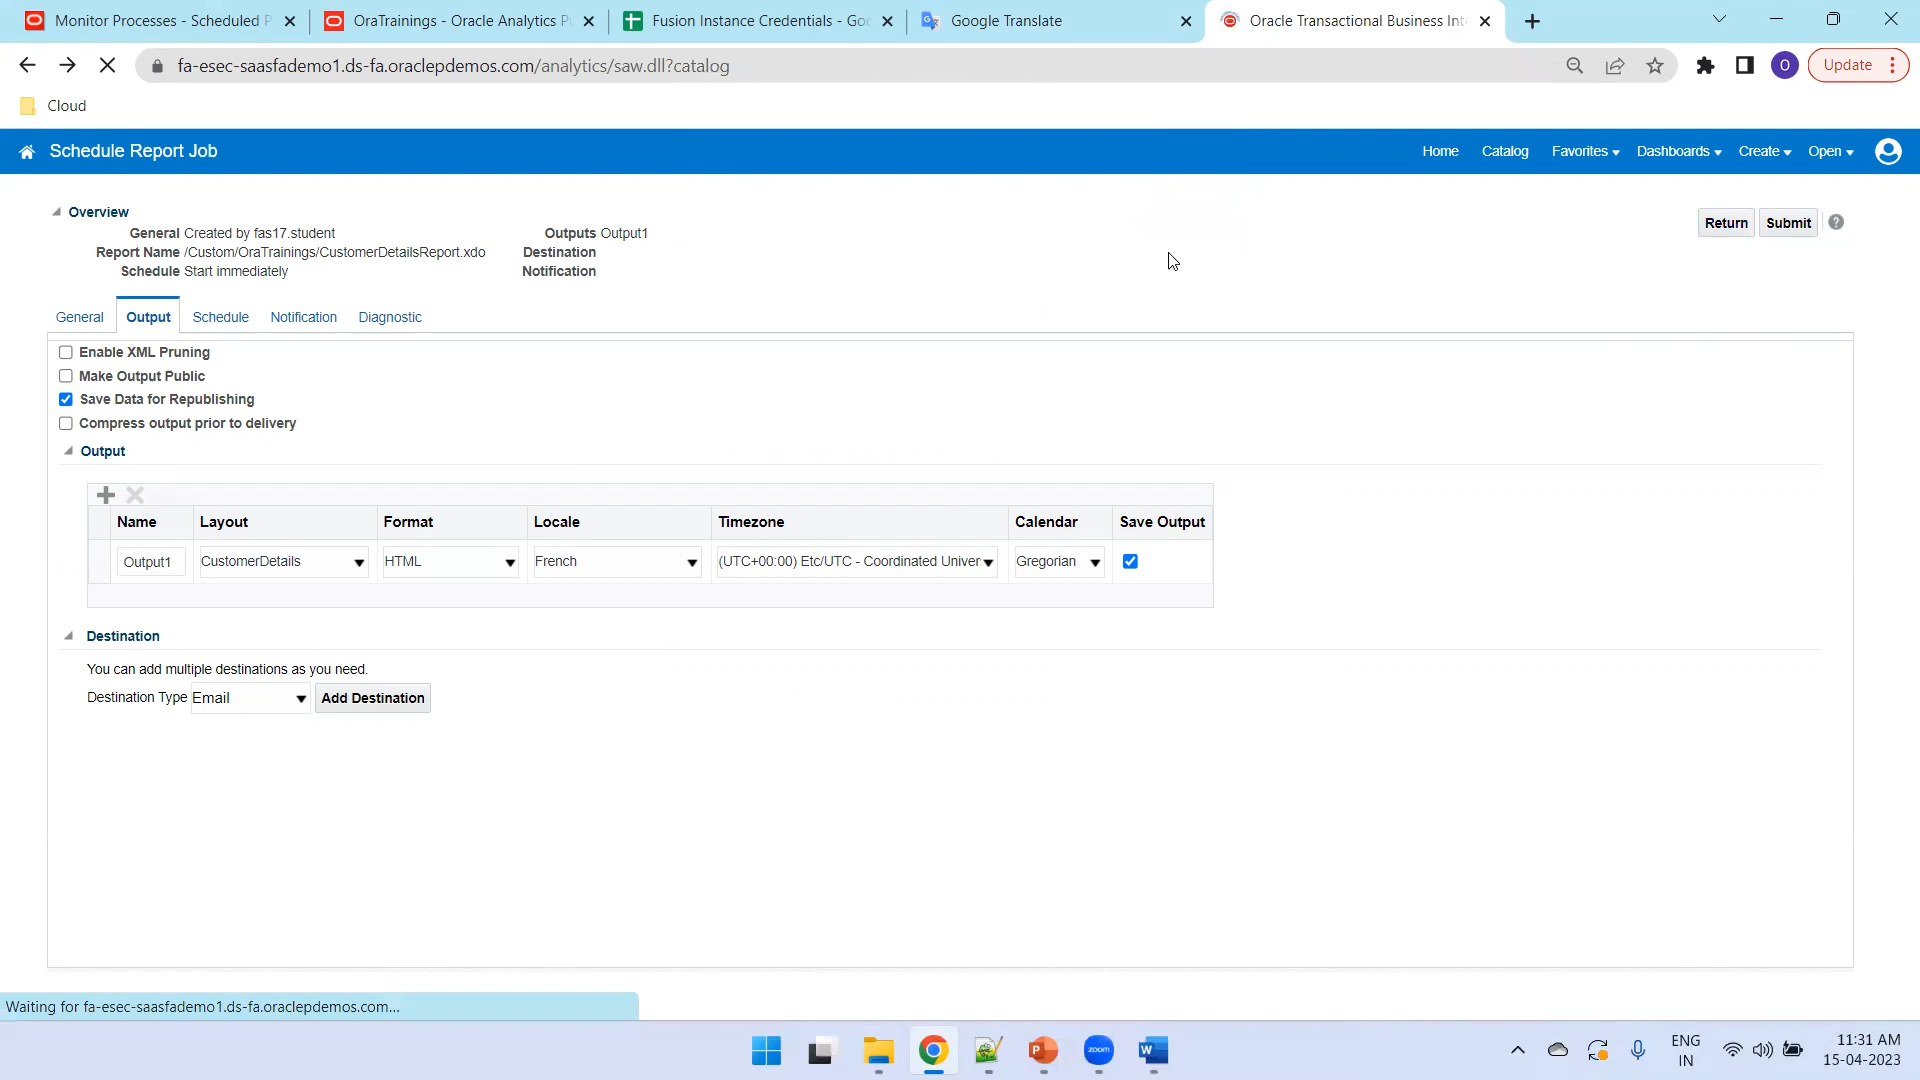 Monitor Processes - Scheduled P
OraTrainings - Oracle Analytics P
Fusion Instance Credentials - Goo
Google Translate
Oracle Transactional Business Int
fa-esec-saasfademo1.ds-fa.oraclepdemos.com/analytics/saw.dll?catalog
O
Update
Cloud
Schedule Report Job
Home
Catalog
Favorites
Dashboards
Create
Open
Overview
General Created by fas17.student
Report Name /Custom/OraTrainings/CustomerDetailsReport.xdo
Schedule Start immediately
Outputs Output1
Destination
Notification
Return
Submit
?
General
Output
Schedule
Notification
Diagnostic
Enable XML Pruning
Make Output Public
Save Data for Republishing
Compress output prior to delivery
Output
Name
Layout
Format
Locale
Timezone
Calendar
Save Output
Output1
CustomerDetails
HTML
French
(UTC+00:00) Etc/UTC - Coordinated Univer
Gregorian
Destination
You can add multiple destinations as you need.
Destination Type
Email
Add Destination
Waiting for fa-esec-saasfademo1.ds-fa.oraclepdemos.com...
P
zoom
W
ENG
IN
11:31 AM
15-04-2023